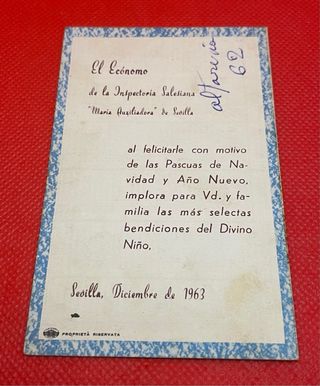 El Ecónomo
de la Inspectoría Salesiana
"María Auxiliadora" de Sevilla
62
al felicitarle con motivo
de las Pascuas de Na-
vidad y Año Nuevo,
implora para Vd. y fa-
milia las más selectas
bendiciones del Divino
Niño,
Sevilla, Diciembre de 1963
PROPRIETÀ RISERVATA